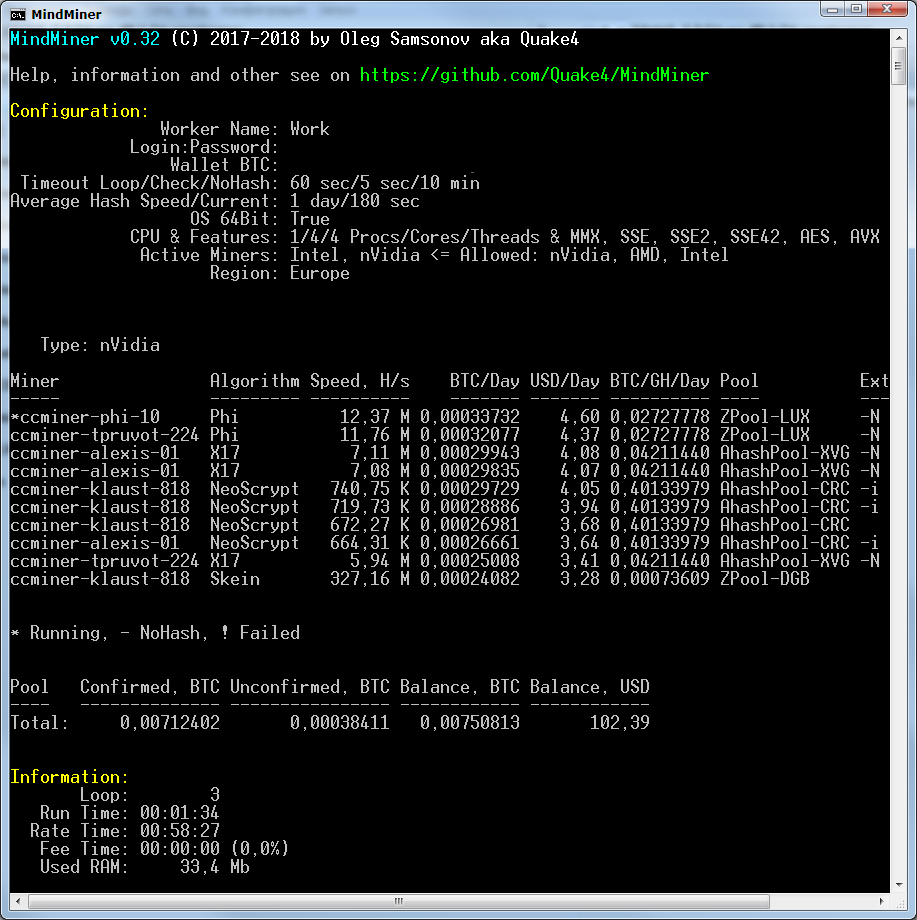 MindMiner
MindMiner v0.32 (C) 2017-2018 by Oleg Samsonov aka Quake4
Help, information and other see on https://github.com/Quake4/MindMiner
Configuration:
Worker Name: Work
Login:Password:
Wallet BTC:
Timeout Loop/Check/NoHash: 60 sec/5 sec/10 min
Average Hash Speed/Current: 1 day/180 sec
OS 64Bit: True
CPU & Features: 1/4/4 Procs/Cores/Threads & MMX, SSE, SSE2, SSE42, AES, AVX
Active Miners: Intel, nVidia <= Allowed: nVidia, AMD, Intel
Region: Europe
Type: nVidia
Miner Algorithm Speed, H/s BTC/Day USD/Day BTC/GH/Day Pool Ext
----- --------- ---------- ------- ------- ---------- ---- ---
*ccminer-phi-10 Phi 12,37 M 0,00033732 4,60 0,02727778 ZPool-LUX -N
ccminer-tpruvot-224 Phi 11,76 M 0,00032077 4,37 0,02727778 ZPool-LUX -N
ccminer-alexis-01 X17 7,11 M 0,00029943 4,08 0,04211440 AhashPool-XVG -N
ccminer-alexis-01 X17 7,08 M 0,00029835 4,07 0,04211440 AhashPool-XVG -N
ccminer-klaust-818 NeoScrypt 740,75 K 0,00029729 4,05 0,40133979 AhashPool-CRC -i
ccminer-klaust-818 NeoScrypt 719,73 K 0,00028886 3,94 0,40133979 AhashPool-CRC -i
ccminer-klaust-818 NeoScrypt 672,27 K 0,00026981 3,68 0,40133979 AhashPool-CRC
ccminer-alexis-01 NeoScrypt 664,31 K 0,00026661 3,64 0,40133979 AhashPool-CRC -i
ccminer-tpruvot-224 X17 5,94 M 0,00025008 3,41 0,04211440 AhashPool-XVG -N
ccminer-klaust-818 Skein 327,16 M 0,00024082 3,28 0,00073609 ZPool-DGB
* Running, - NoHash, ! Failed
Pool Confirmed, BTC Unconfirmed, BTC Balance, BTC Balance, USD
---- -------------- ---------------- ------------ ------------
Total: 0,00712402 0,00038411 0,00750813 102,39
Information:
Loop: 3
Run Time: 00:01:34
Rate Time: 00:58:27
Fee Time: 00:00:00 (0,0%)
Used RAM: 33,4 Mb